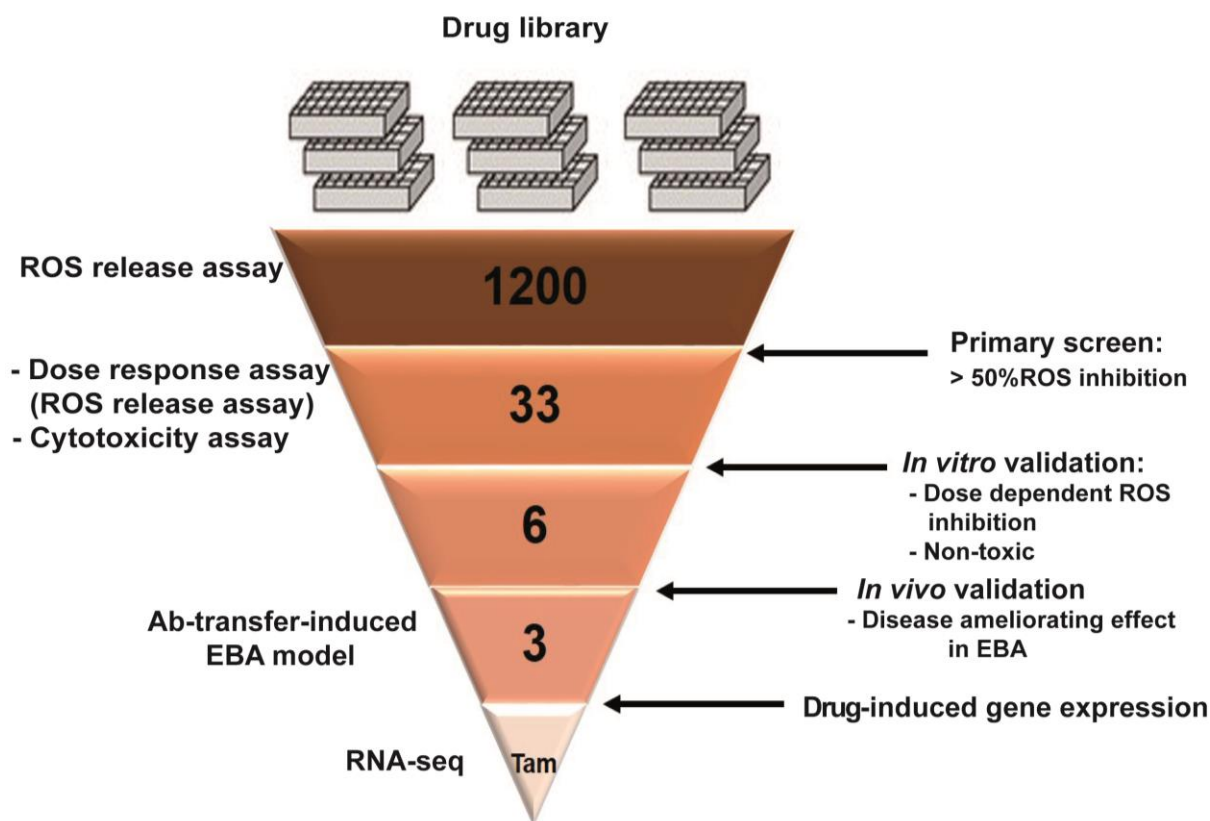 Drug library
ROS release assay
1200
Primary screen:
> 50%ROS inhibition
- Dose response assay
(ROS release assay)
- Cytotoxicity assay
33
In vitro validation:
- Dose dependent ROS
inhibition
- Non-toxic
6
In vivo validation
- Disease ameliorating effect
in EBA
Ab-transfer-induced
EBA model
3
Drug-induced gene expression
RNA-seq
Tam